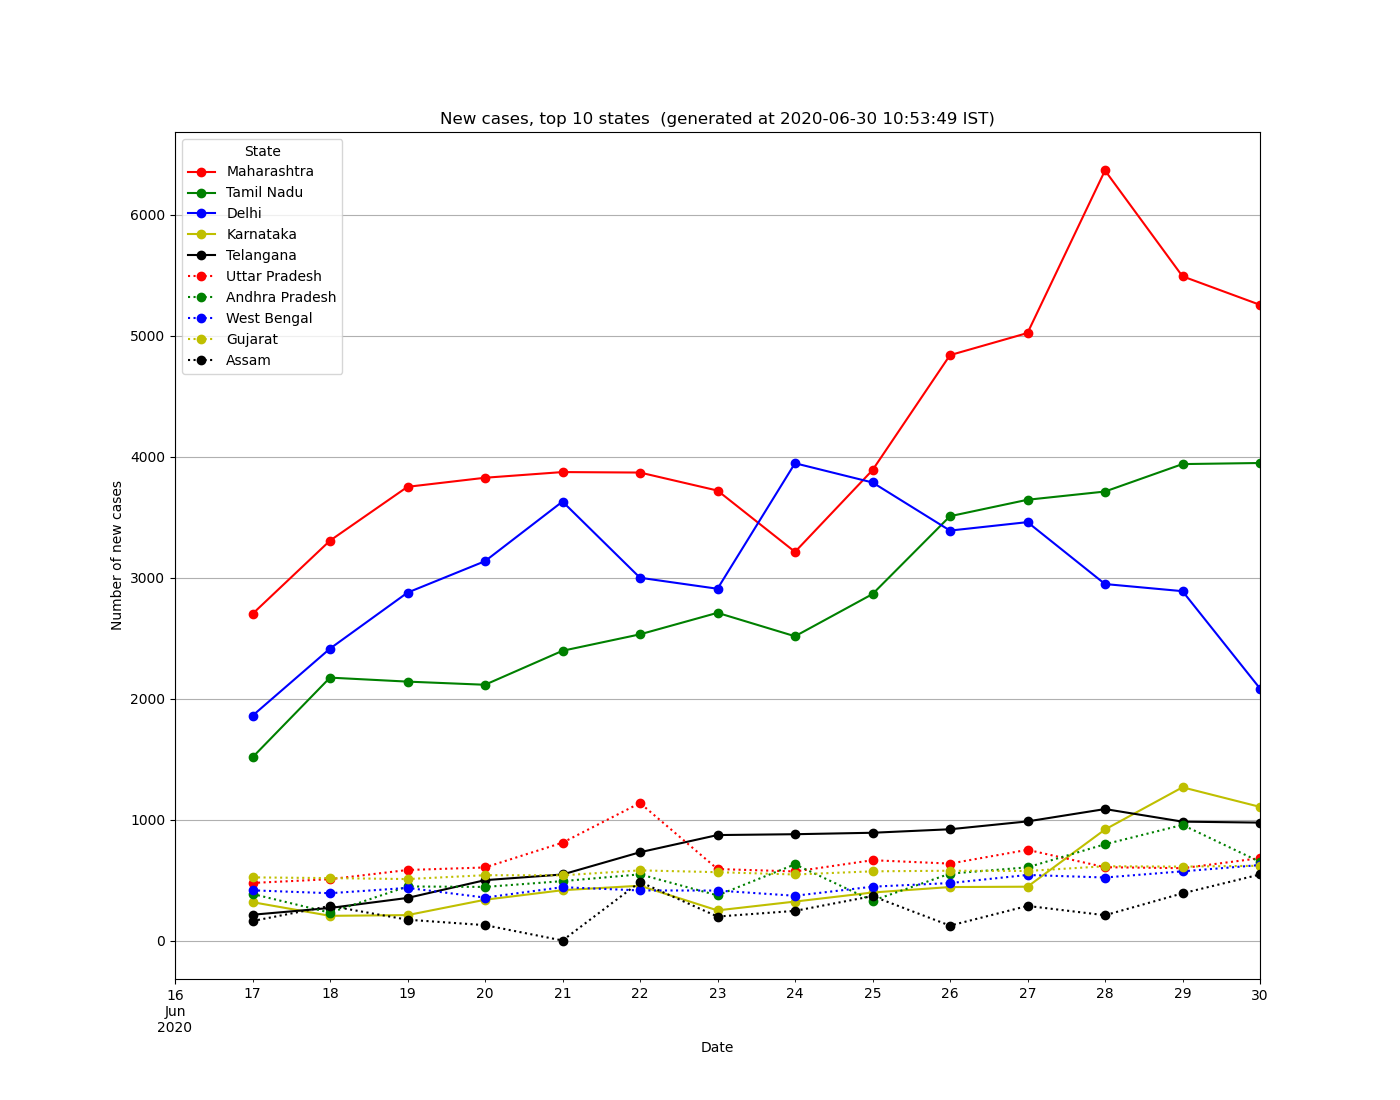 New cases, top 10 states  (generated at 2020-06-30 10:53:49 IST)
State
Maharashtra
Tamil Nadu
Delhi
Karnataka
Telangana
Uttar Pradesh
Andhra Pradesh
West Bengal
Gujarat
Assam
6000
5000
4000
3000
2000
1000
0
Number of new cases
16 17 18 19 20 21 22 23 24 25 26 27 28 29 30
Jun
2020
Date